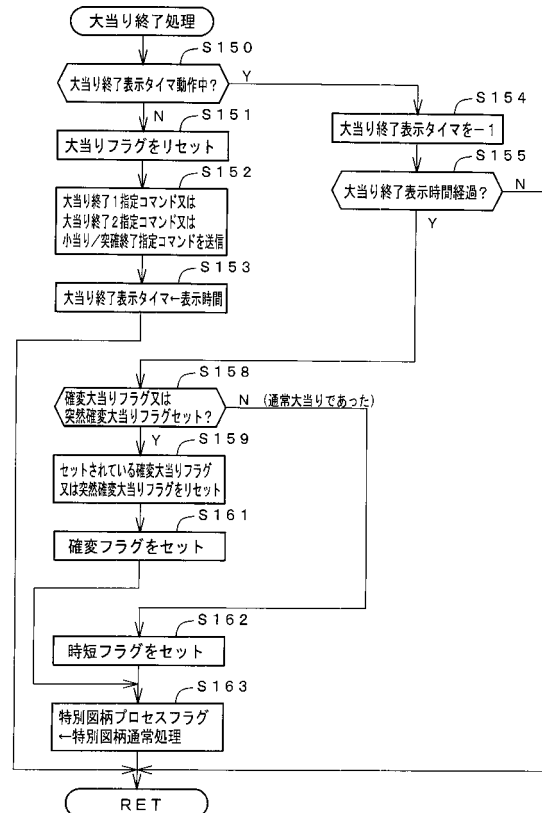 大当り終了処理
S150
大当り終了表示タイマ動作中?
Y
N
S151
大当りフラグをリセット
S152
大当り終了1指定コマンド又は
大当り終了2指定コマンド又は
小当り/突確終了指定コマンドを送信
S153
大当り終了表示タイマ←表示時間
S154
大当り終了表示タイマを−1
S155
大当り終了表示時間経過?
N
Y
S158
確変大当りフラグ又は
突然確変大当りフラグセット?
N (通常大当りであった)
Y
S159
セットされている確変大当りフラグ
又は突然確変大当りフラグをリセット
S161
確変フラグをセット
S162
時短フラグをセット
S163
特別図柄プロセスフラグ
←特別図柄通常処理
RET